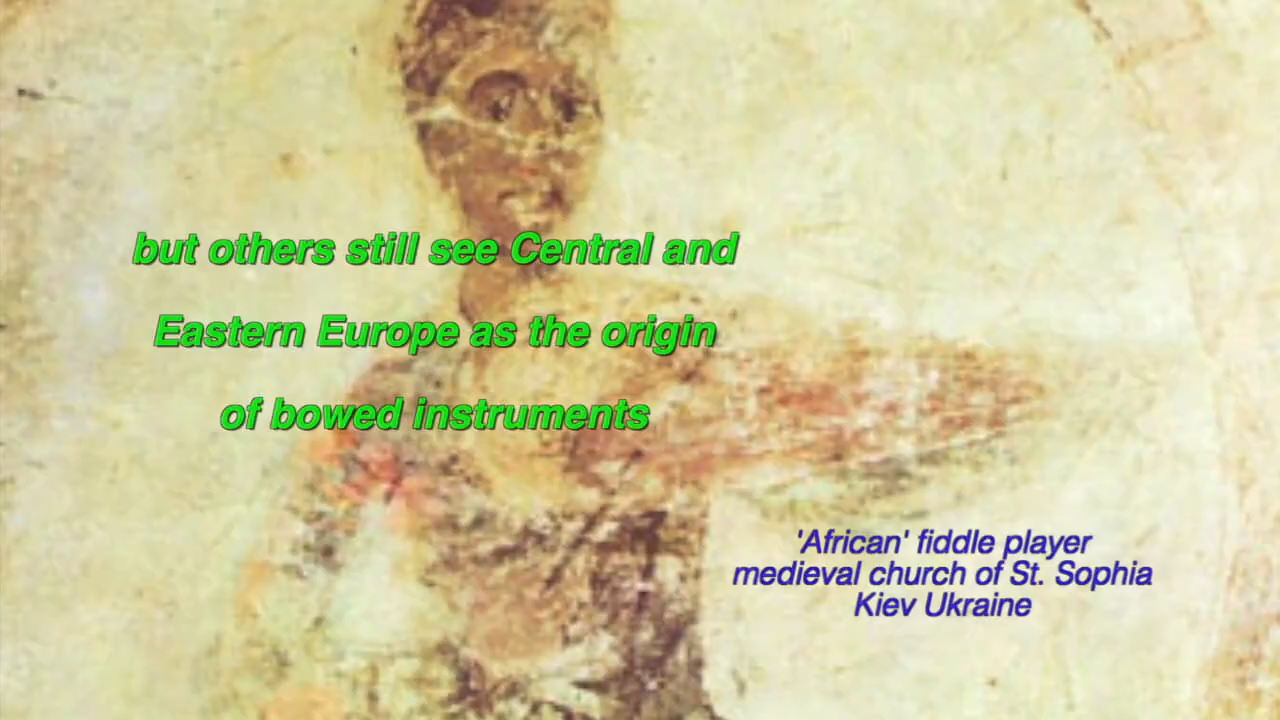 but others still see Central and
Eastern Europe as the origin
of bowed instruments
'African' fiddle player
medieval church of St. Sophia
Kiev Ukraine